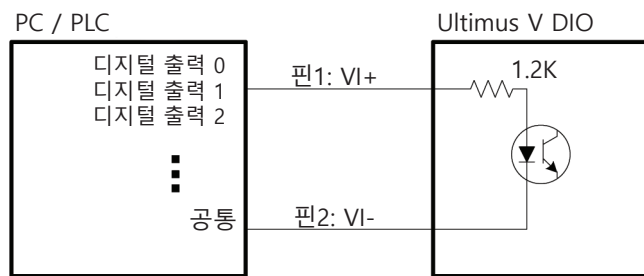 PC / PLC
Ultimus V DIO
디지털 출력 0
디지털 출력 1
디지털 출력 2
핀1: VI+
1.2K
공통
핀2: VI-